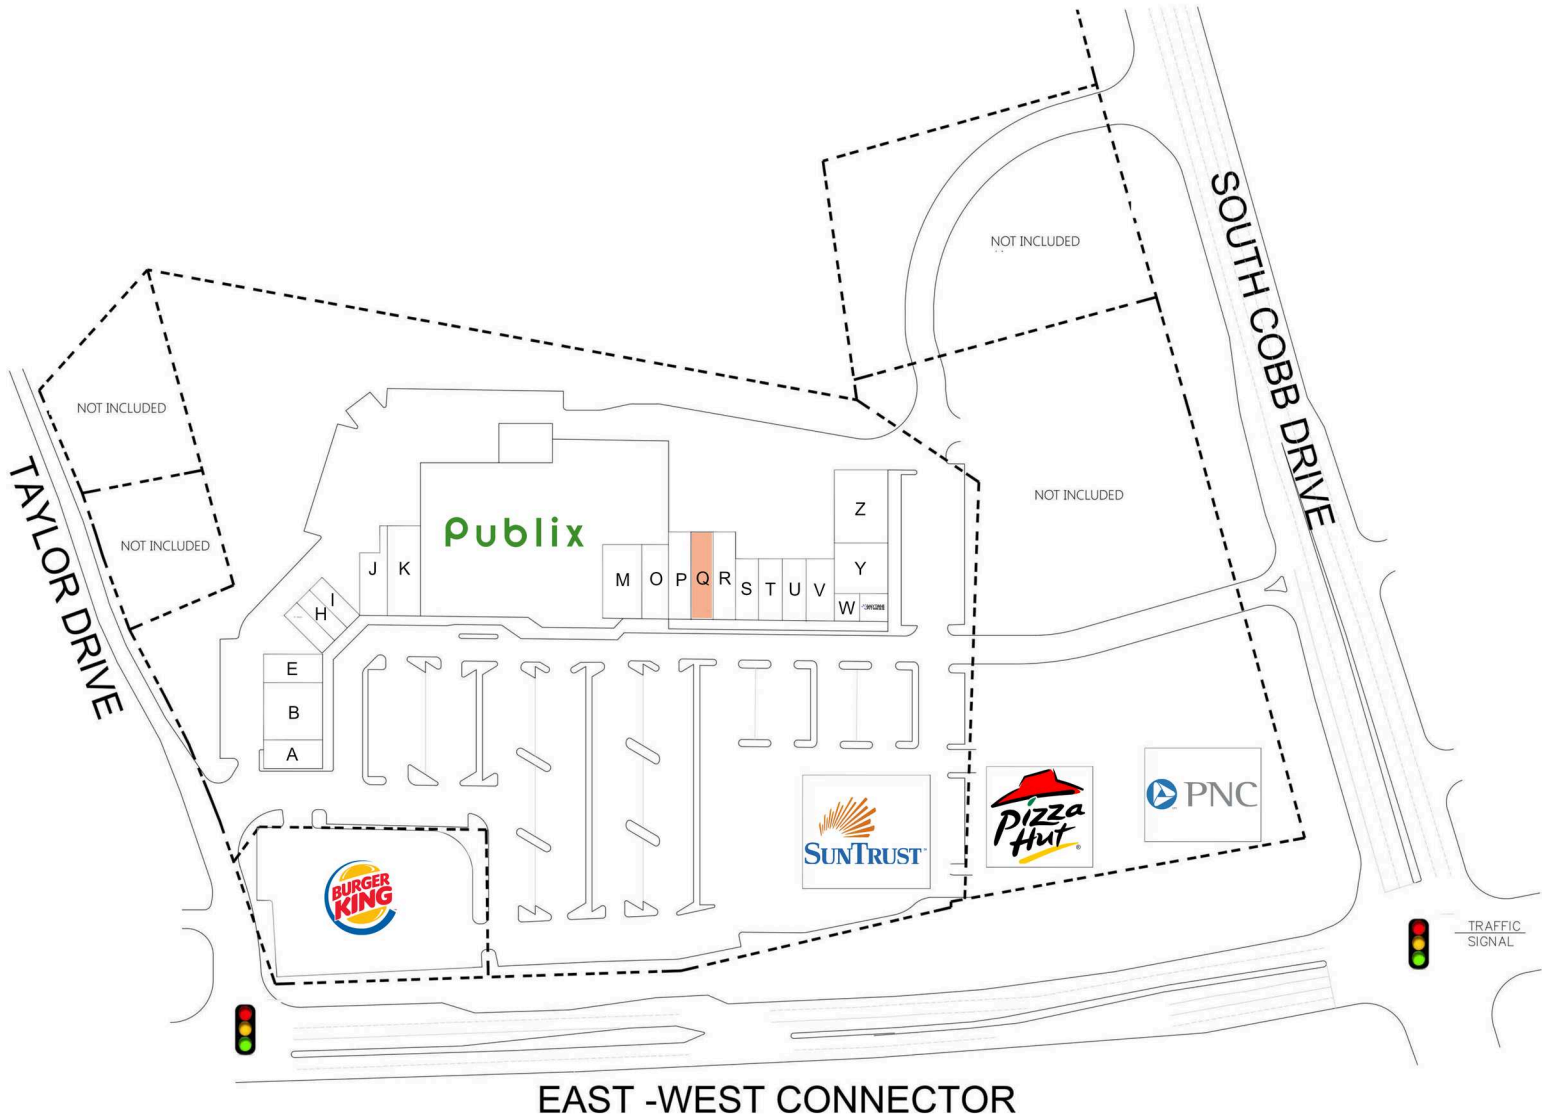 SOUTH COBB DRIVE
NOT INCLUDED
NOT INCLUDED
NOT INCLUDED
NOT INCLUDED
TAYLOR DRIVE
Publix
Z
Y
W
J
K
M
O
P
Q
R
S
T
U
V
I
H
E
B
A
SUNTRUST
Pizza
Hut
®
PNC
BURGER
KING
TRAFFIC
SIGNAL
EAST -WEST CONNECTOR